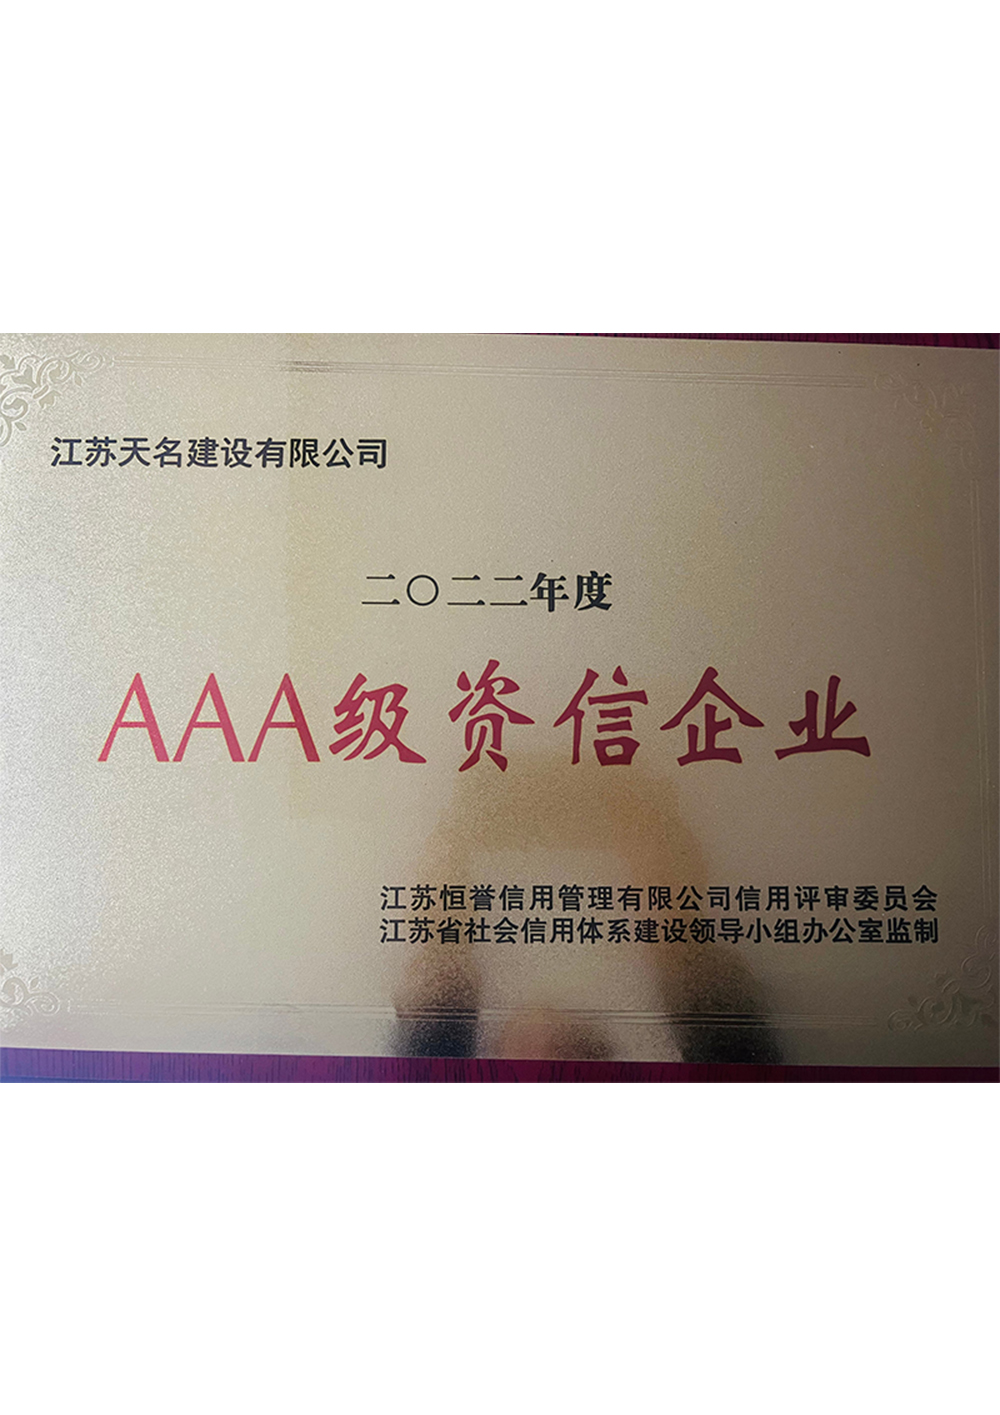 江苏天名建设有限公司
二〇二二年度
AAA级资信企业
江苏恒誉信用管理有限公司信用评审委员会
江苏省社会信用体系建设领导小组办公室监制